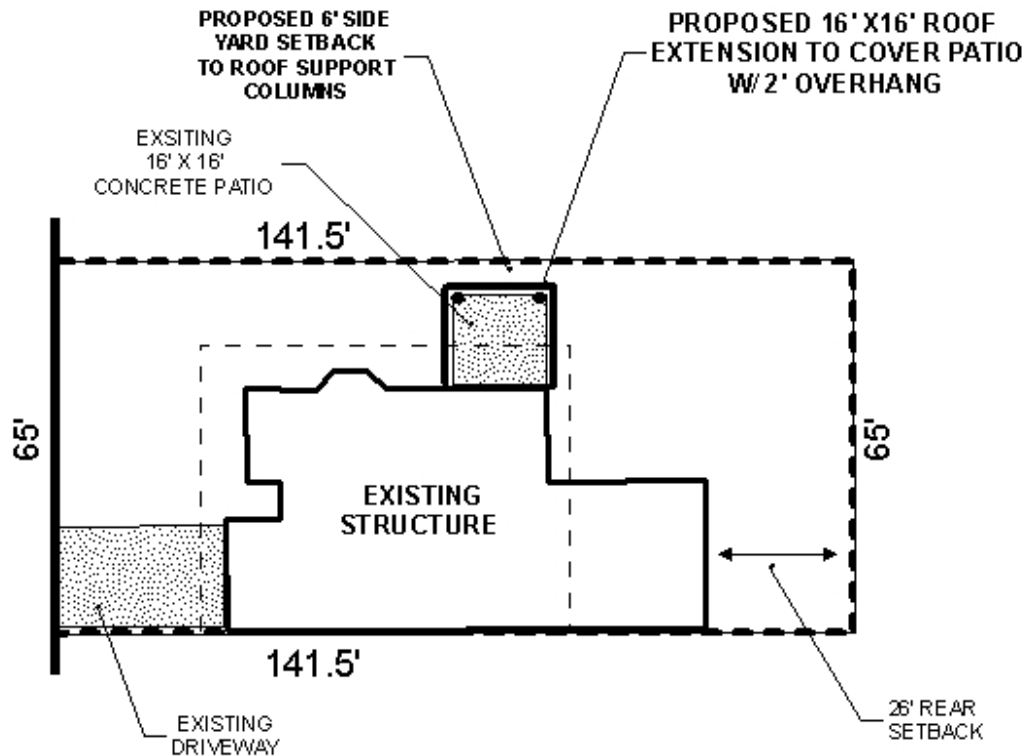 PROPOSED 6' SIDE
YARD SETBACK
TO ROOF SUPPORT
COLUMNS
PROPOSED 16' X16' ROOF
EXTENSION TO COVER PATIO
W/2' OVERHANG
EXSITING
16' X 16'
CONCRETE PATIO
141.5'
65'
65'
EXISTING
STRUCTURE
141.5'
EXISTING
DRIVEWAY
26' REAR
SETBACK